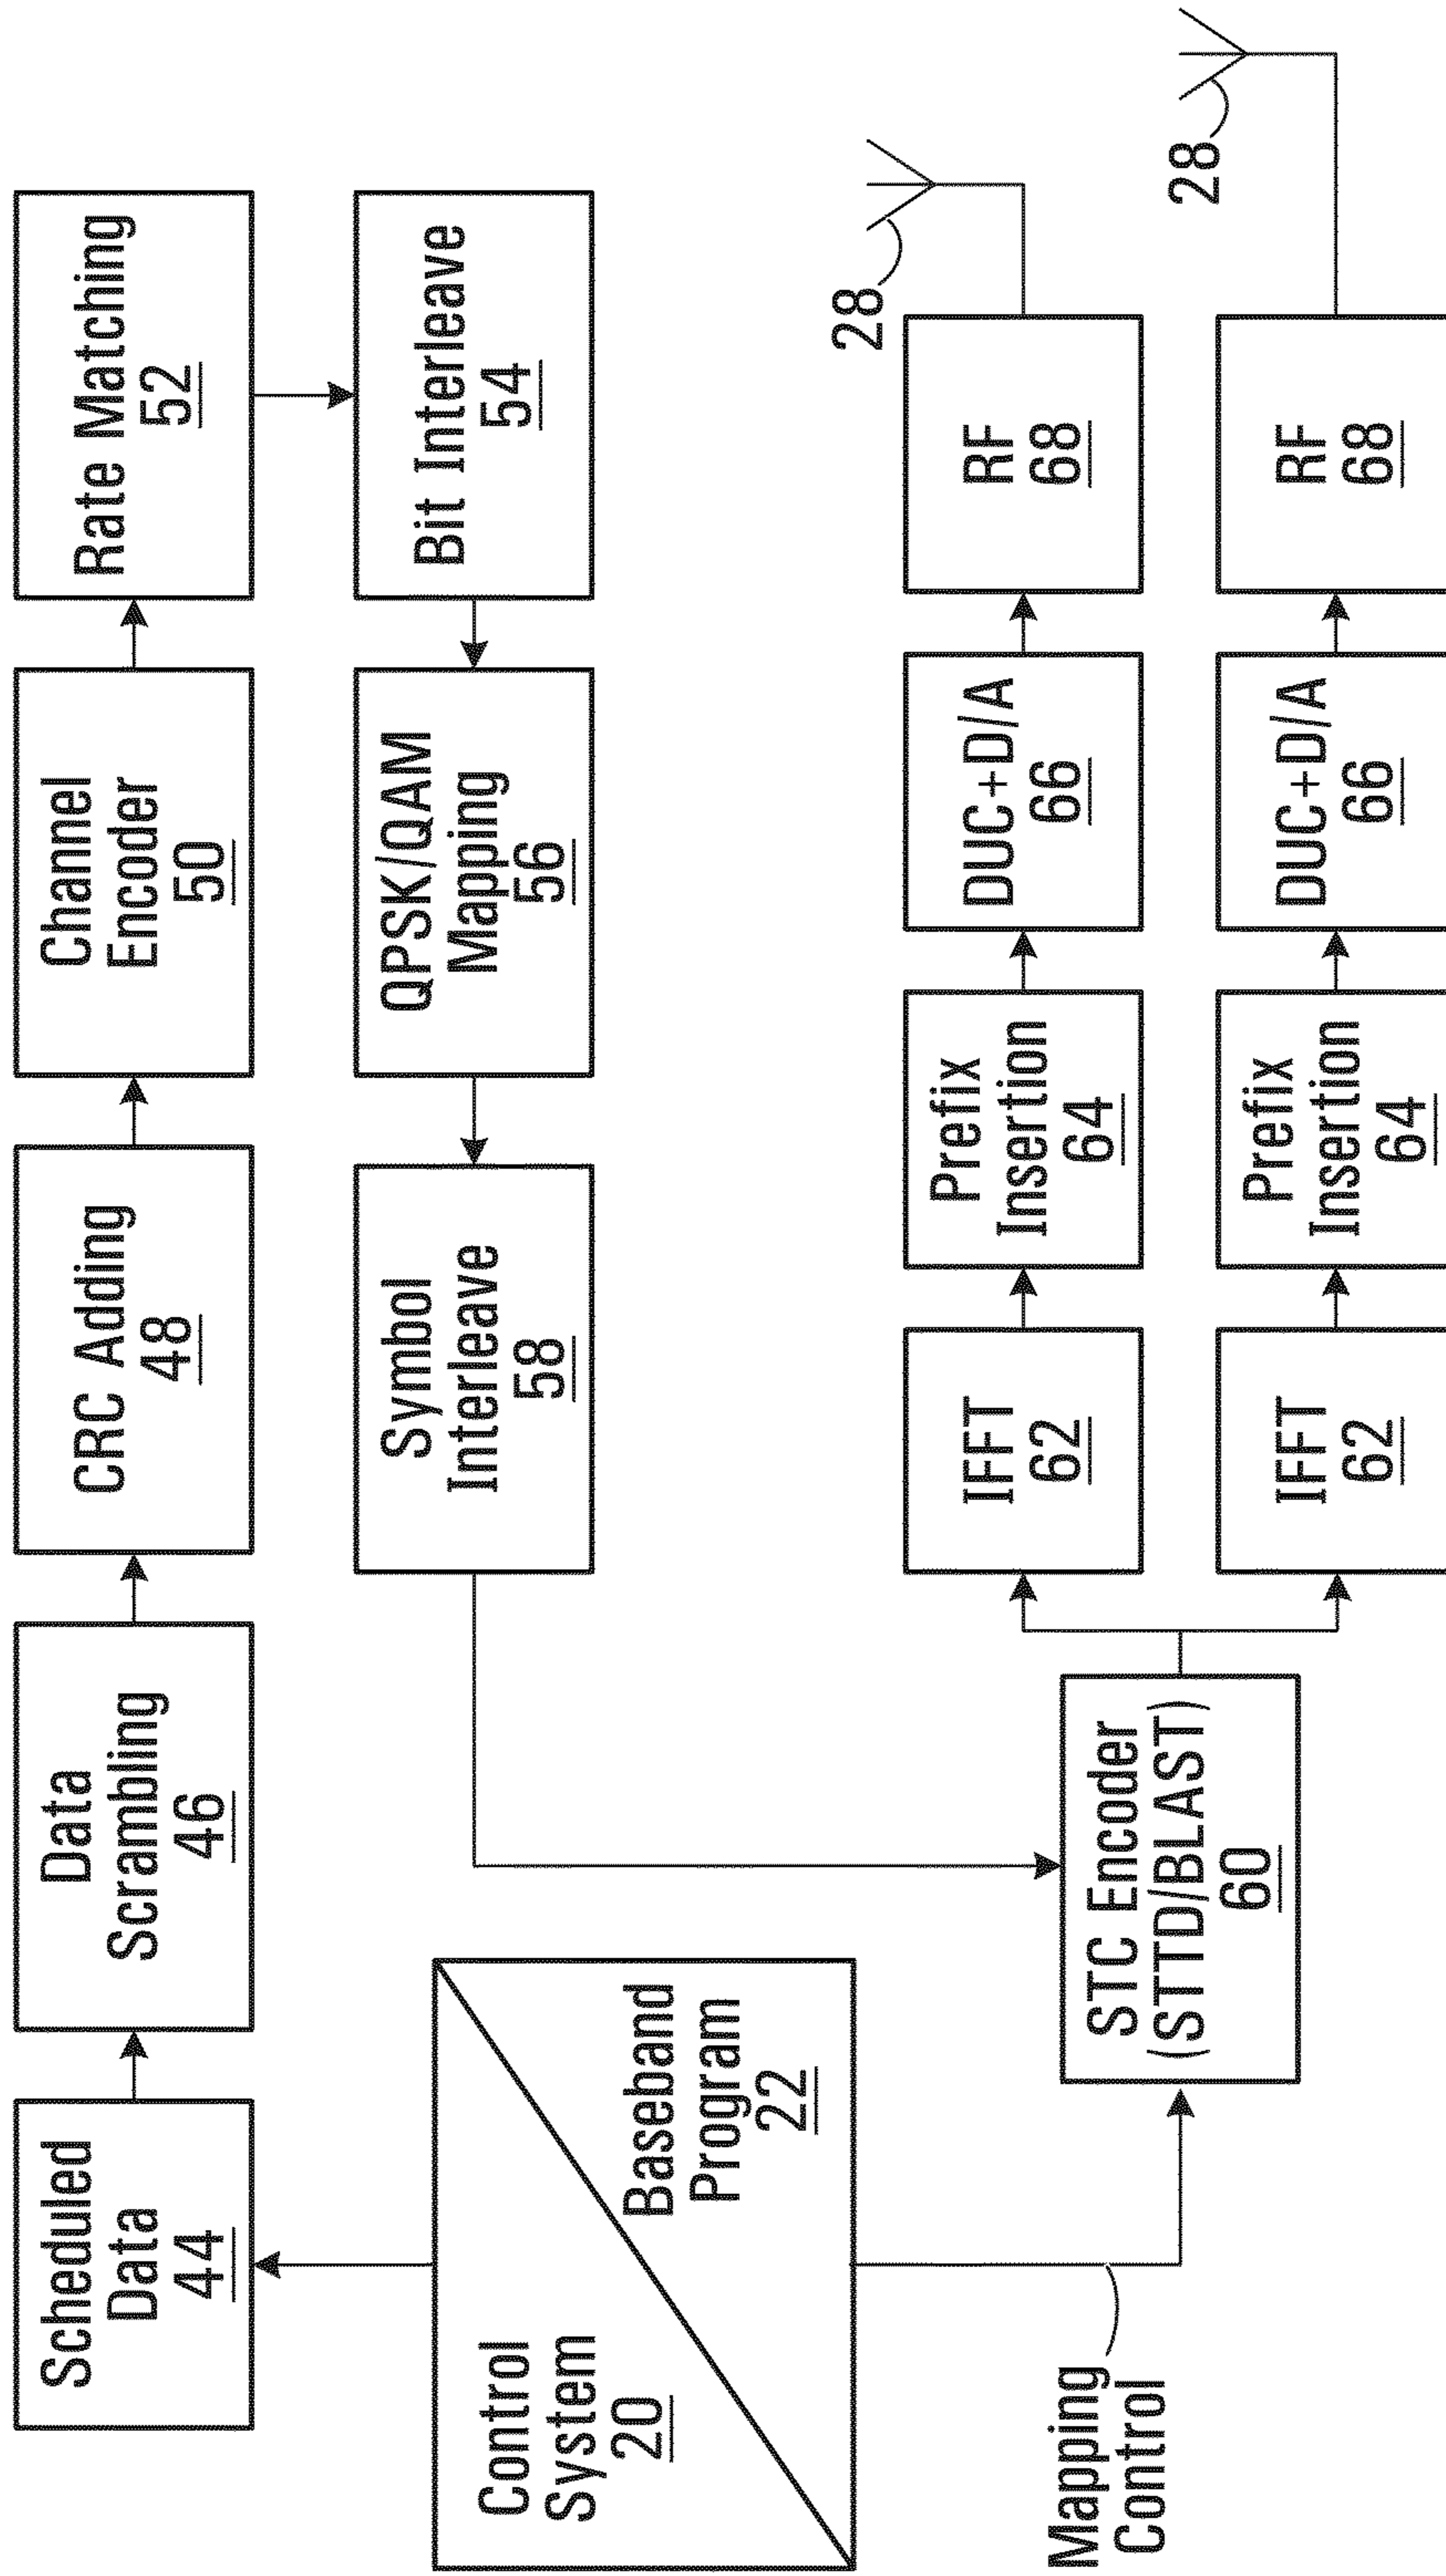 Scheduled
Data
44
Data
Scrambling
46
CRC Adding
48
Channel
Encoder
50
Rate Matching
52
Bit Interleave
54
QPSK/QAM
Mapping
56
Symbol
Interleave
58
Control
System
20
Baseband
Program
22
Mapping
Control
STC Encoder
(STTD/BLAST)
60
IFFT
62
Prefix
Insertion
64
DUC+D/A
66
RF
68
28
IFFT
62
Prefix
Insertion
64
DUC+D/A
66
RF
68
28